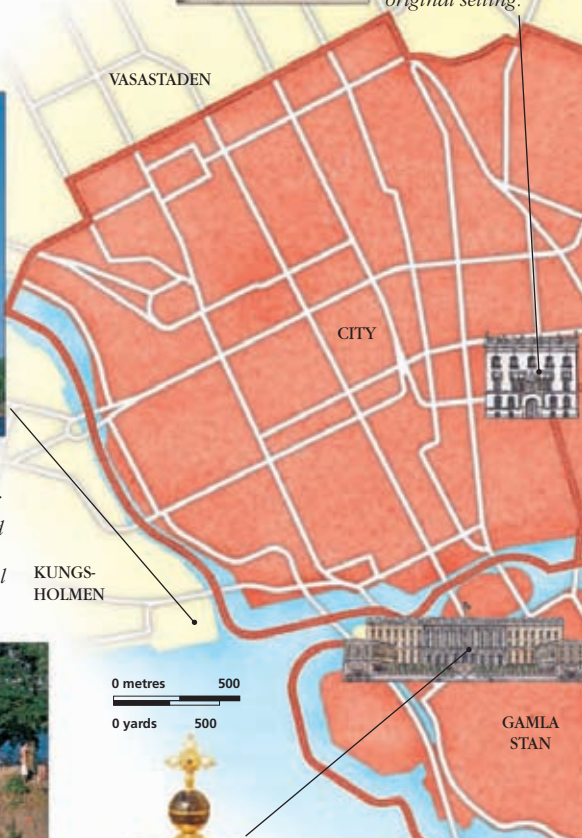 original setting.
VASASTADEN
CITY
KUNGS-
HOLMEN
0 metres 500
0 yards 500
GAMLA
STAN